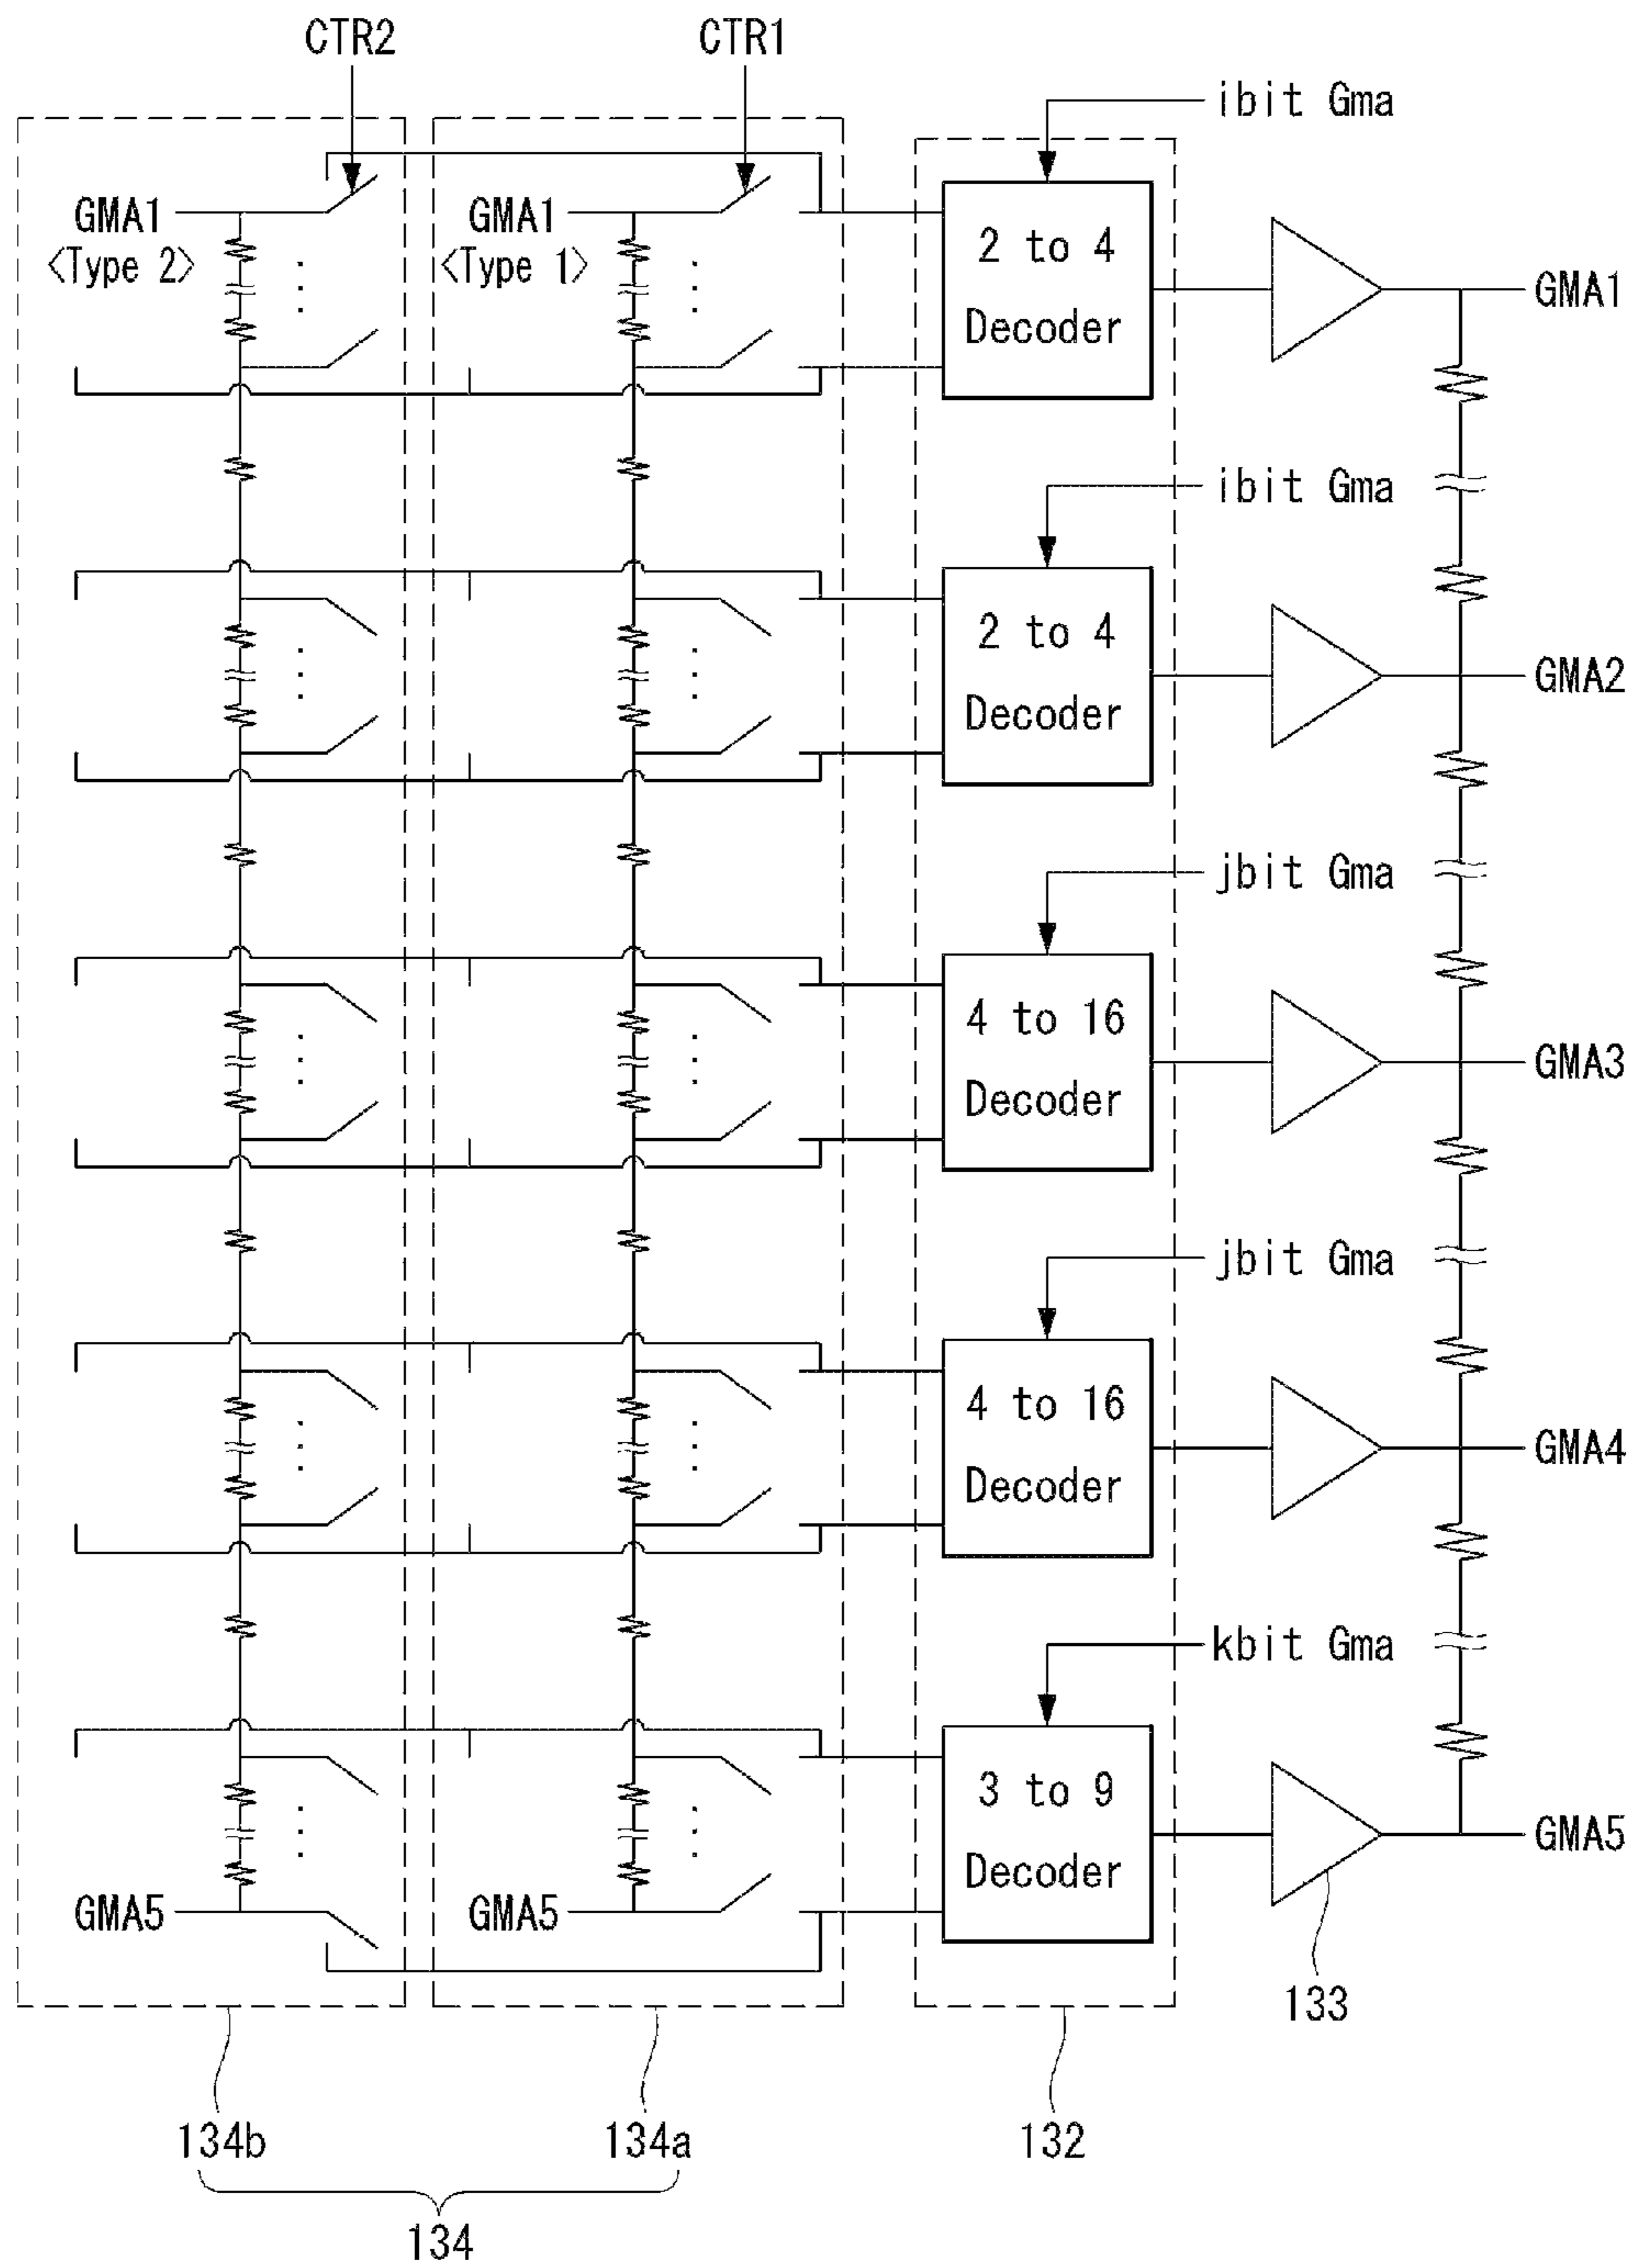 CTR2
CTR1
ibit Gma
GMA1
<Type 2>
GMA1
<Type 1>
2 to 4
Decoder
GMA1
ibit Gma
2 to 4
Decoder
GMA2
jbit Gma
4 to 16
Decoder
GMA3
jbit Gma
4 to 16
Decoder
GMA4
kbit Gma
3 to 9
Decoder
GMA5
GMA5
GMA5
133
134b
134a
132
134